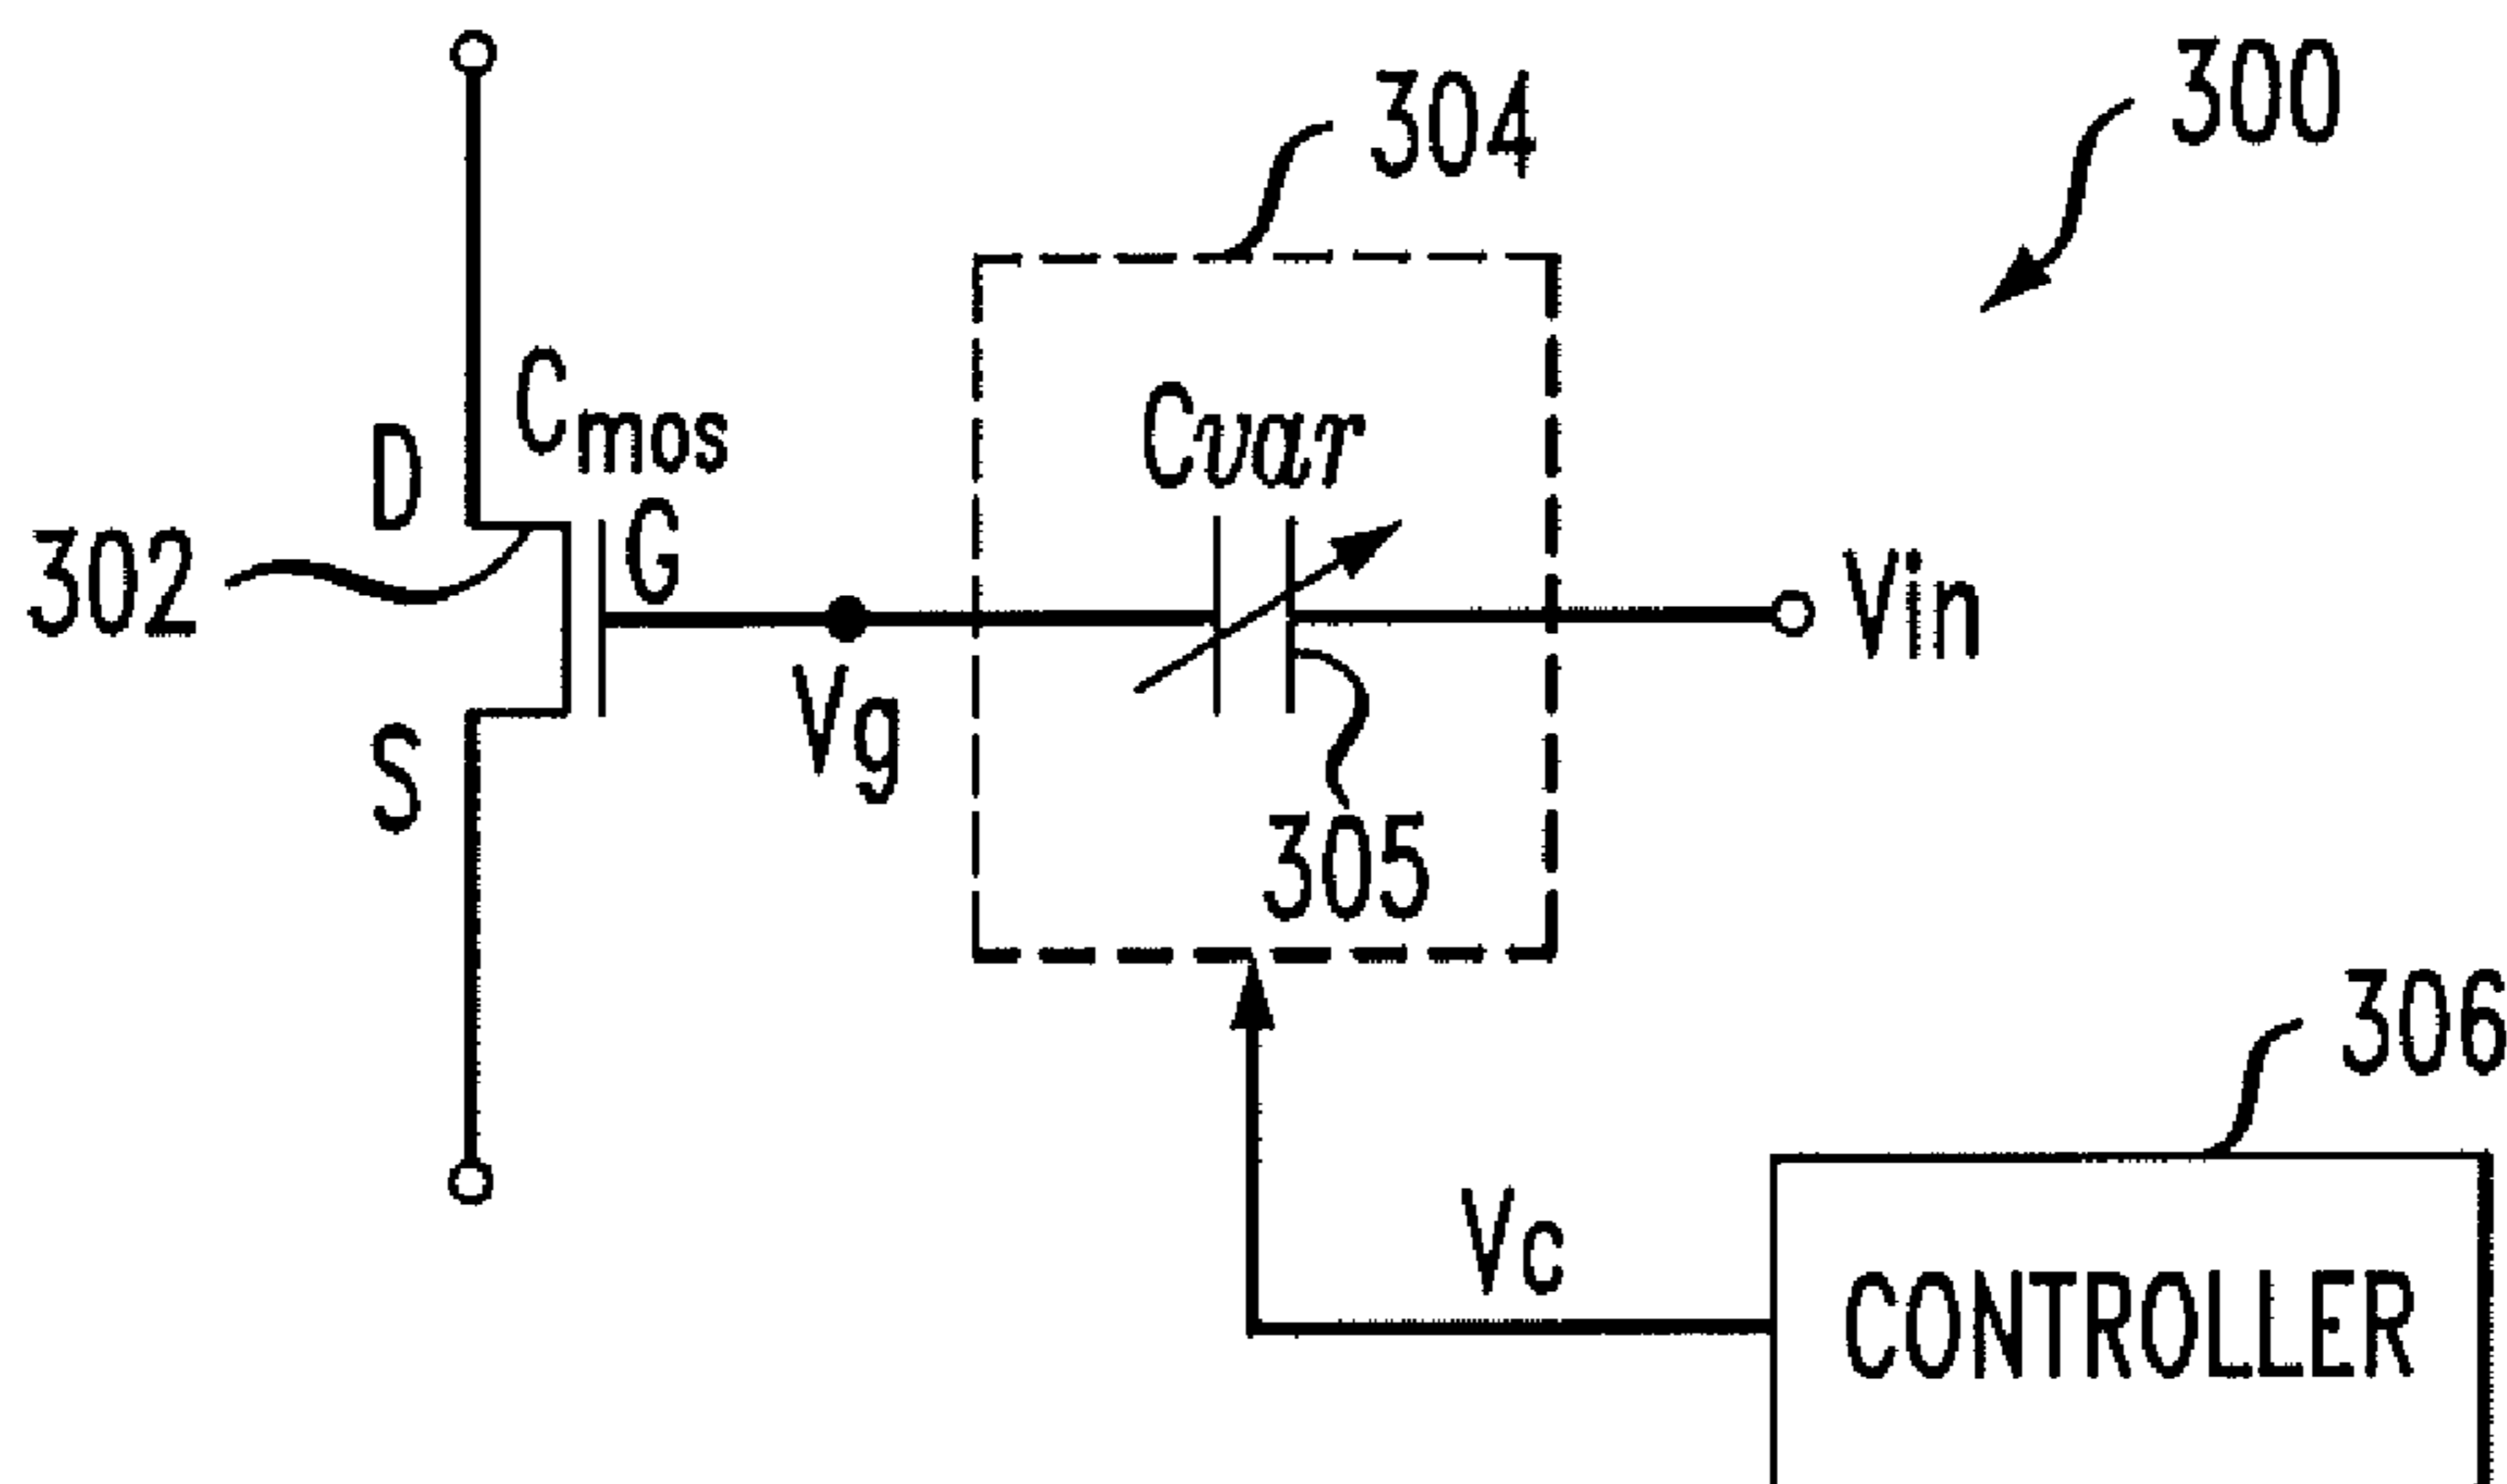 300
304
Cmos
Cvar
D
G
302
Vin
Vg
S
305
306
Vc
CONTROLLER